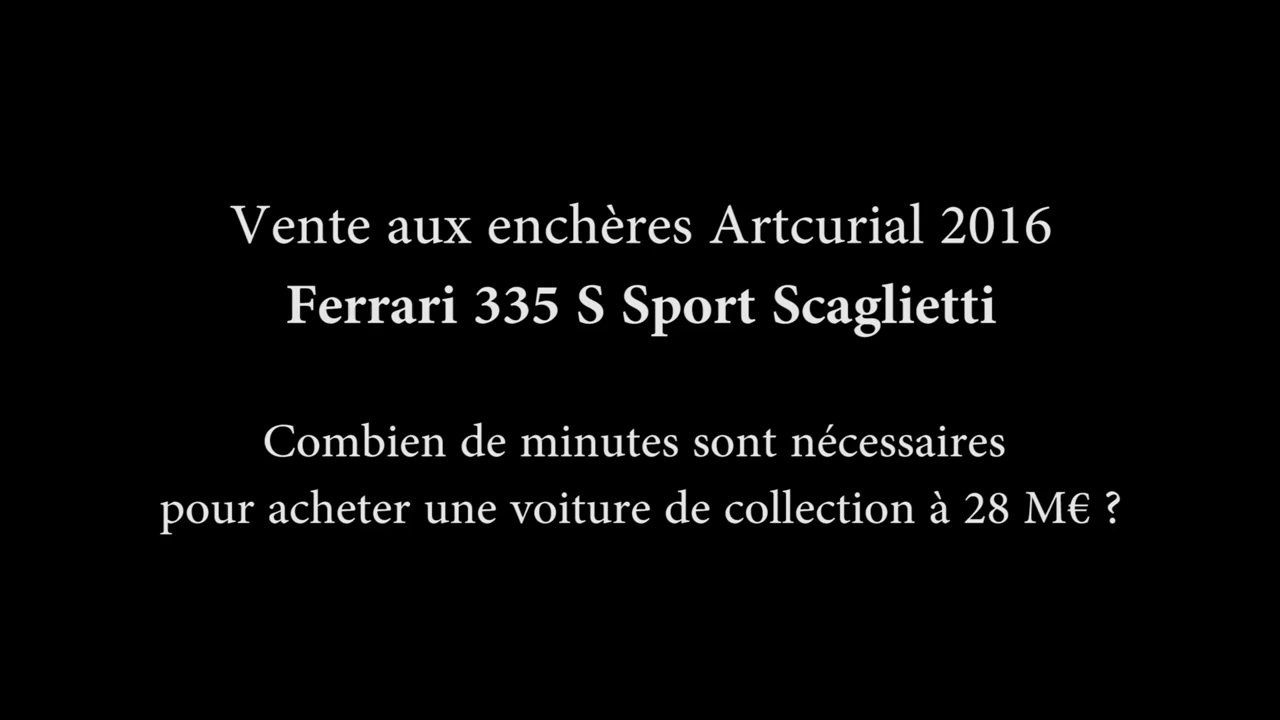 Vente aux enchères Artcurial 2016
Ferrari 335 S Sport Scaglietti
Combien de minutes sont nécessaires
pour acheter une voiture de collection à 28 M€ ?